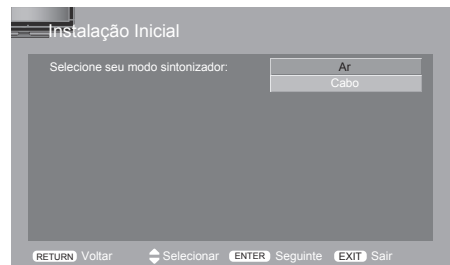 Instalação Inicial
Selecione seu modo sintonizador:
Ar
Cabo
RETURN Voltar Selecionar ENTER Seguinte EXIT Sair